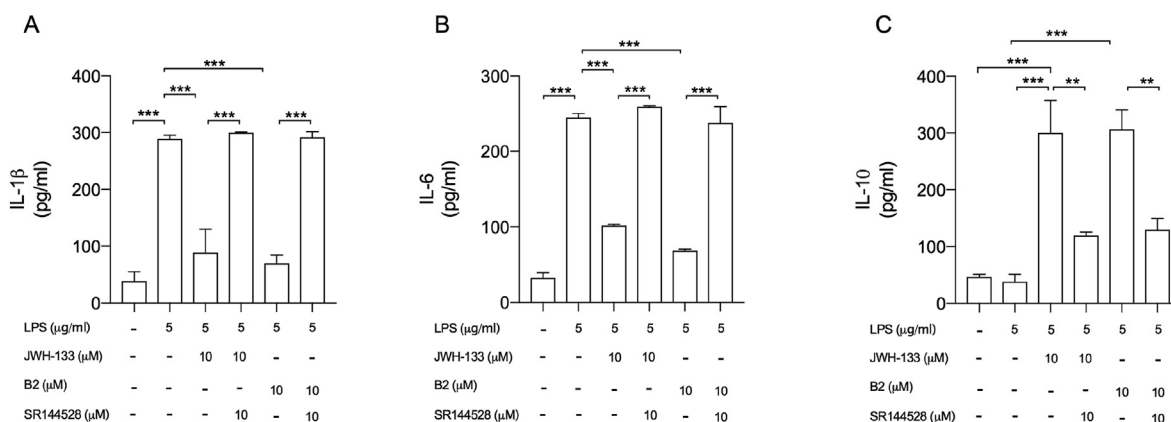 A
*** 
***
*** *** ***
400
300
200
100
0
IL-1β
(pg/ml)
LPS (μg/ml) - 5 5 5 5 5
JWH-133 (μM) - - 10 10 - -
B2 (μM) - - - - 10 10
SR144528 (μM) - - - 10 - 10
B
***
***
*** *** ***
300
200
100
0
IL-6
(pg/ml)
LPS (μg/ml) - 5 5 5 5 5
JWH-133 (μM) - - 10 10 - -
B2 (μM) - - - - 10 10
SR144528 (μM) - - - 10 - 10
C
***
***
*** ** **
400
300
200
100
0
IL-10
(pg/ml)
LPS (μg/ml) - 5 5 5 5 5
JWH-133 (μM) - - 10 10 - -
B2 (μM) - - - - 10 10
SR144528 (μM) - - - 10 - 10